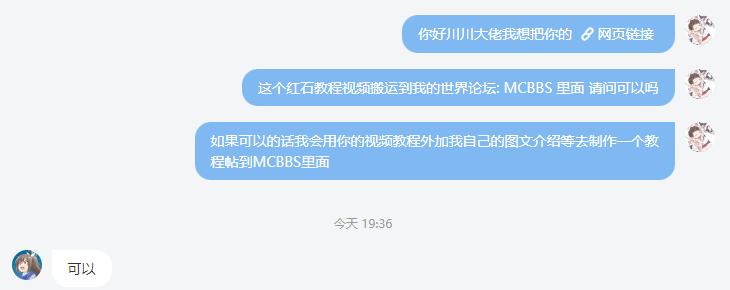 你好川川大佬我想把你的 网页链接
这个红石教程视频搬运到我的世界论坛: MCBBS 里面 请问可以吗
如果可以的话我会用你的视频教程外加我自己的图文介绍等去制作一个教
程帖到MCBBS里面
今天 19:36
可以